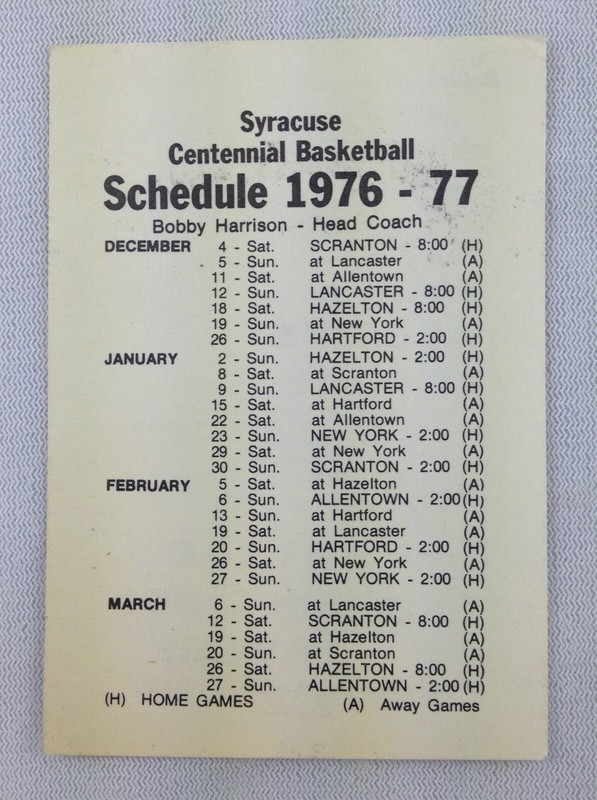 Syracuse
Centennial Basketball
Schedule 1976 - 77
Bobby Harrison - Head Coach
DECEMBER 4 - Sat. SCRANTON - 8:00 (H)
5 - Sun. at Lancaster (A)
11 - Sat. at Allentown (A)
12 - Sun. LANCASTER - 8:00 (H)
18 - Sat. HAZELTON - 8:00 (H)
19 - Sun. at New York (A)
26 - Sun. HARTFORD - 2:00 (H)
JANUARY 2 - Sun. HAZELTON - 2:00 (H)
8 - Sat. at Scranton (A)
9 - Sun. LANCASTER - 8:00 (H)
15 - Sat. at Hartford (A)
22 - Sat. at Allentown (A)
23 - Sun. NEW YORK - 2:00 (H)
29 - Sat. at New York (A)
30 - Sun. SCRANTON - 2:00 (H)
FEBRUARY 5 - Sat. at Hazelton (A)
6 - Sun. ALLENTOWN - 2:00 (H)
13 - Sun. at Hartford (A)
19 - Sat. at Lancaster (A)
20 - Sun. HARTFORD - 2:00 (H)
26 - Sat. at New York (A)
27 - Sun. NEW YORK - 2:00 (H)
MARCH 6 - Sun. at Lancaster (A)
12 - Sat. SCRANTON - 8:00 (H)
19 - Sat. at Hazelton (A)
20 - Sun. at Scranton (A)
26 - Sat. HAZELTON - 8:00 (H)
27 - Sun. ALLENTOWN - 2:00 (H)
(H) HOME GAMES (A) Away Games